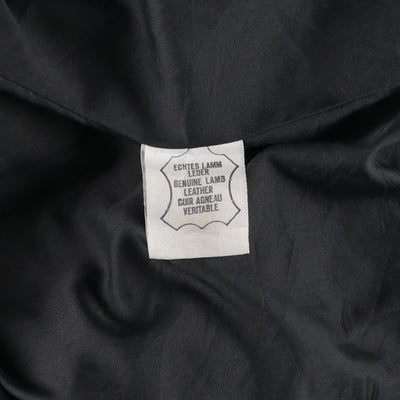 ECHTES LAMM
LEDER
GENUINE LAMB
LEATHER
CUIR AGNEAU
VERITABLE